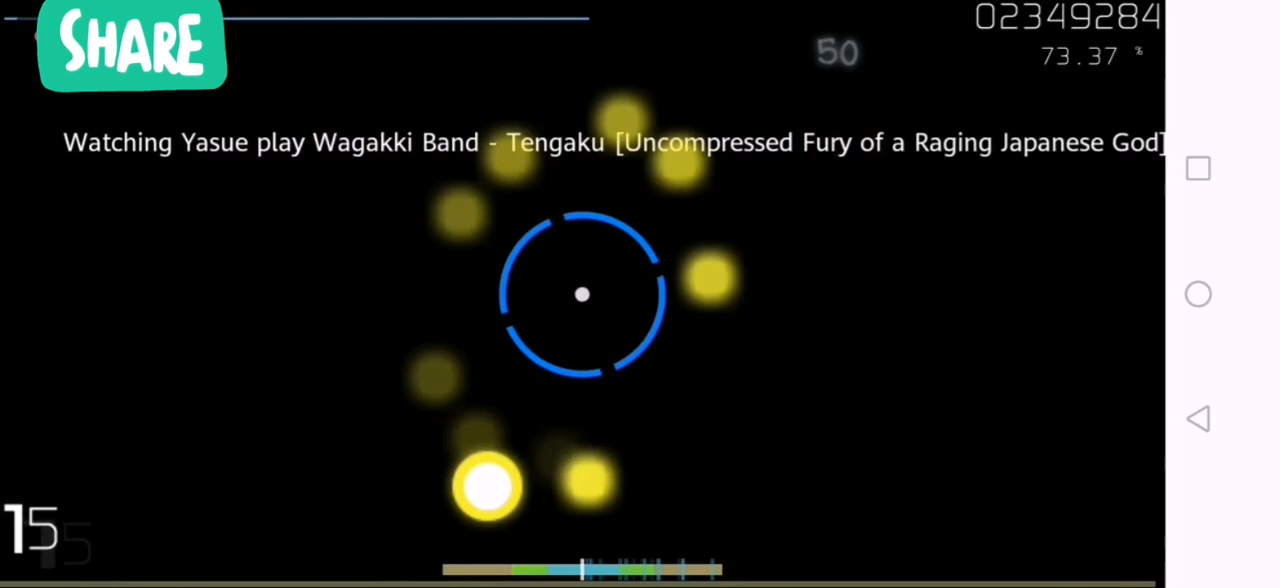 SHARE
02349284
50
73.37 %
Watching Yasue play Wagakki Band - Tengaku [Uncompressed Fury of a Raging Japanese God]
15